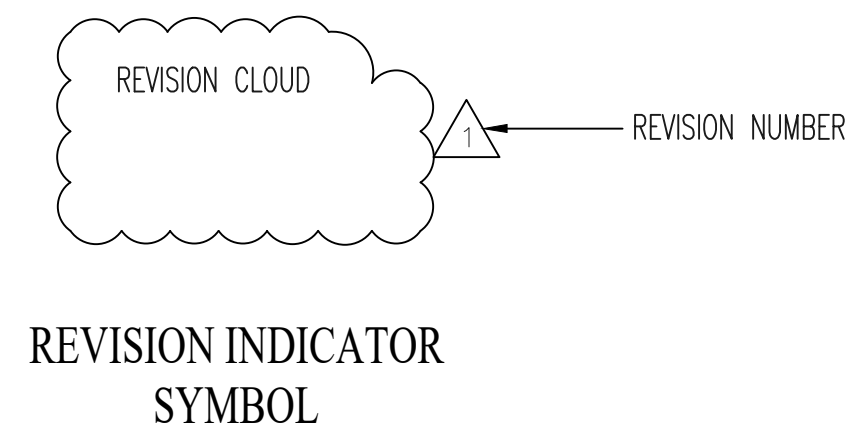 REVISION CLOUD
1
REVISION NUMBER
REVISION INDICATOR
SYMBOL